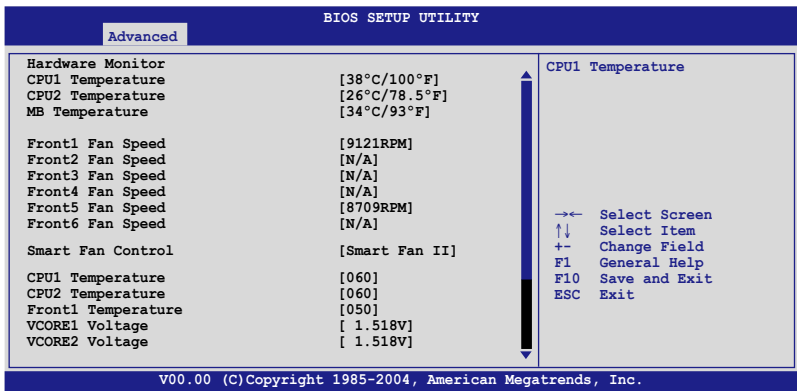 BIOS SETUP UTILITY
Advanced
Hardware Monitor
CPU1 Temperature [38°C/100°F]
CPU2 Temperature [26°C/78.5°F]
MB Temperature [34°C/93°F]
Front1 Fan Speed [9121RPM]
Front2 Fan Speed [N/A]
Front3 Fan Speed [N/A]
Front4 Fan Speed [N/A]
Front5 Fan Speed [8709RPM]
Front6 Fan Speed [N/A]
Smart Fan Control [Smart Fan II]
CPU1 Temperature [060]
CPU2 Temperature [060]
Front1 Temperature [050]
VCORE1 Voltage [ 1.518V]
VCORE2 Voltage [ 1.518V]
CPU1 Temperature
→← Select Screen
↑↓ Select Item
+- Change Field
F1 General Help
F10 Save and Exit
ESC Exit
V00.00 (C)Copyright 1985-2004, American Megatrends, Inc.